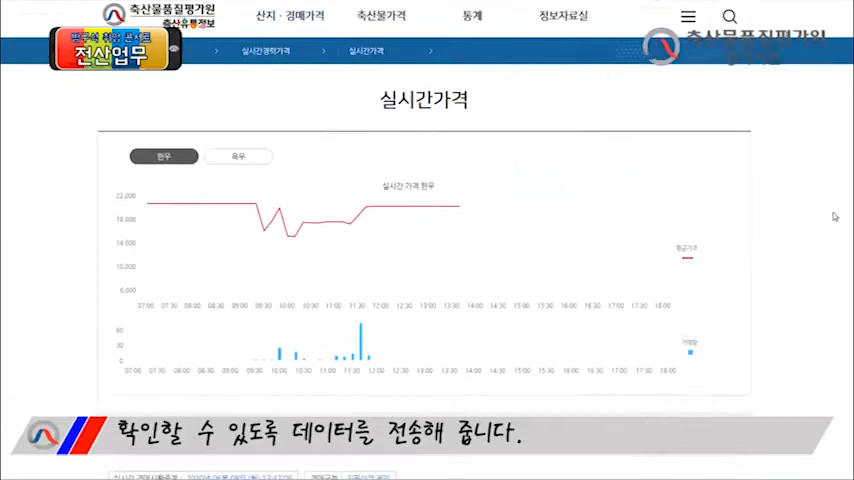 축산물품질평가원
축산유통정보
산지·경매가격
축산물가격
통계
정보자료실
전산업무
실시간경락가격 > 실시간가격 >
축산물품질평가원
실시간가격
한우
육우
실시간 가격 한우
22,000
18,000
14,000
10,000
6,000
평균가격
07:00 07:30 08:00 08:30 09:00 09:30 10:00 10:30 11:00 11:30 12:00 12:30 13:00 13:30 14:00 14:30 15:00 15:30 16:00 16:30 17:00 17:30 18:00
60
30
0
거래량
07:00 07:30 08:00 08:30 09:00 09:30 10:00 10:30 11:00 11:30 12:00 12:30 13:00 13:30 14:00 14:30 15:00 15:30 16:00 16:30 17:00 17:30 18:00
확인할 수 있도록 데이터를 전송해 줍니다.